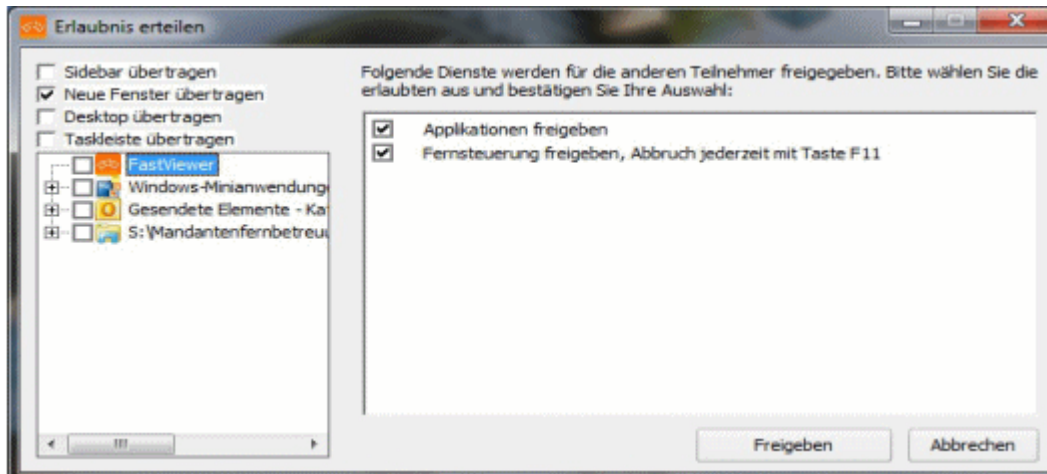 Erlaubnis erteilen
Sidebar übertragen
Neue Fenster übertragen
Desktop übertragen
Taskleiste übertragen
FastViewer
Windows-Minianwendung
Gesendete Elemente - Ka
S:\Mandantenfernbetreu
Folgende Dienste werden für die anderen Teilnehmer freigegeben. Bitte wählen Sie die
erlaubten aus und bestätigen Sie Ihre Auswahl:
Applikationen freigeben
Fernsteuerung freigeben, Abbruch jederzeit mit Taste F11
Freigeben
Abbrechen